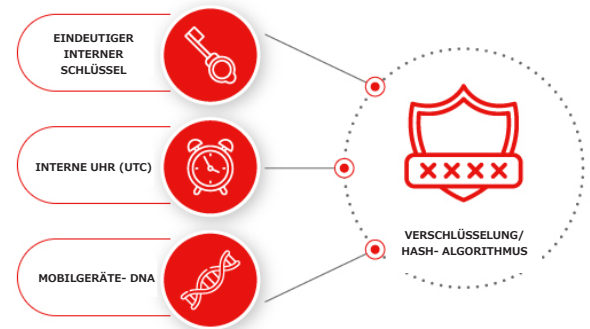 EINDEUTIGER
INTERNER
SCHLÜSSEL
INTERNE UHR (UTC)
MOBILGERÄTE- DNA
VERSCHLÜSSELUNG/
HASH- ALGORITHMUS